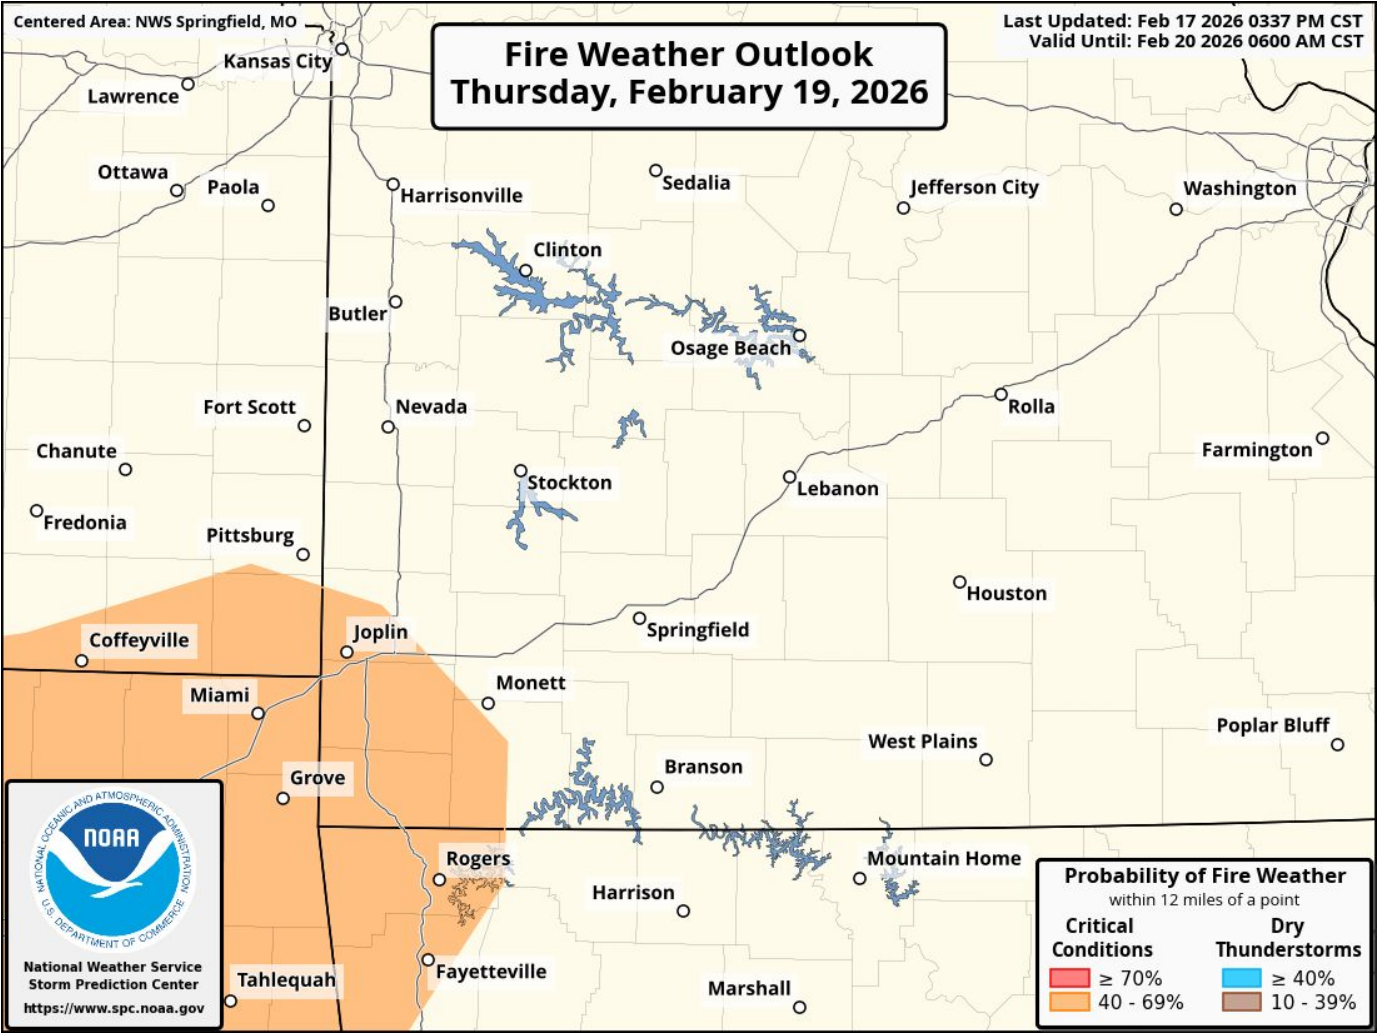 Centered Area: NWS Springfield, MO
Last Updated: Feb 17 2026 0337 PM CST
Valid Until: Feb 20 2026 0600 AM CST
Fire Weather Outlook
Thursday, February 19, 2026
Kansas City
Lawrence
Ottawa
Paola
Harrisonville
Sedalia
Jefferson City
Washington
Clinton
Butler
Osage Beach
Fort Scott
Nevada
Rolla
Chanute
Farmington
Stockton
Lebanon
Fredonia
Pittsburg
Houston
Coffeyville
Joplin
Springfield
Miami
Monett
Poplar Bluff
West Plains
Grove
Branson
Rogers
Mountain Home
Harrison
Fayetteville
Tahlequah
Marshall
NATIONAL OCEANIC AND ATMOSPHERIC ADMINISTRATION
NOAA
U.S. DEPARTMENT OF COMMERCE
National Weather Service
Storm Prediction Center
https://www.spc.noaa.gov
Probability of Fire Weather
within 12 miles of a point
Critical Conditions
≥ 70%
40 - 69%
Dry Thunderstorms
≥ 40%
10 - 39%